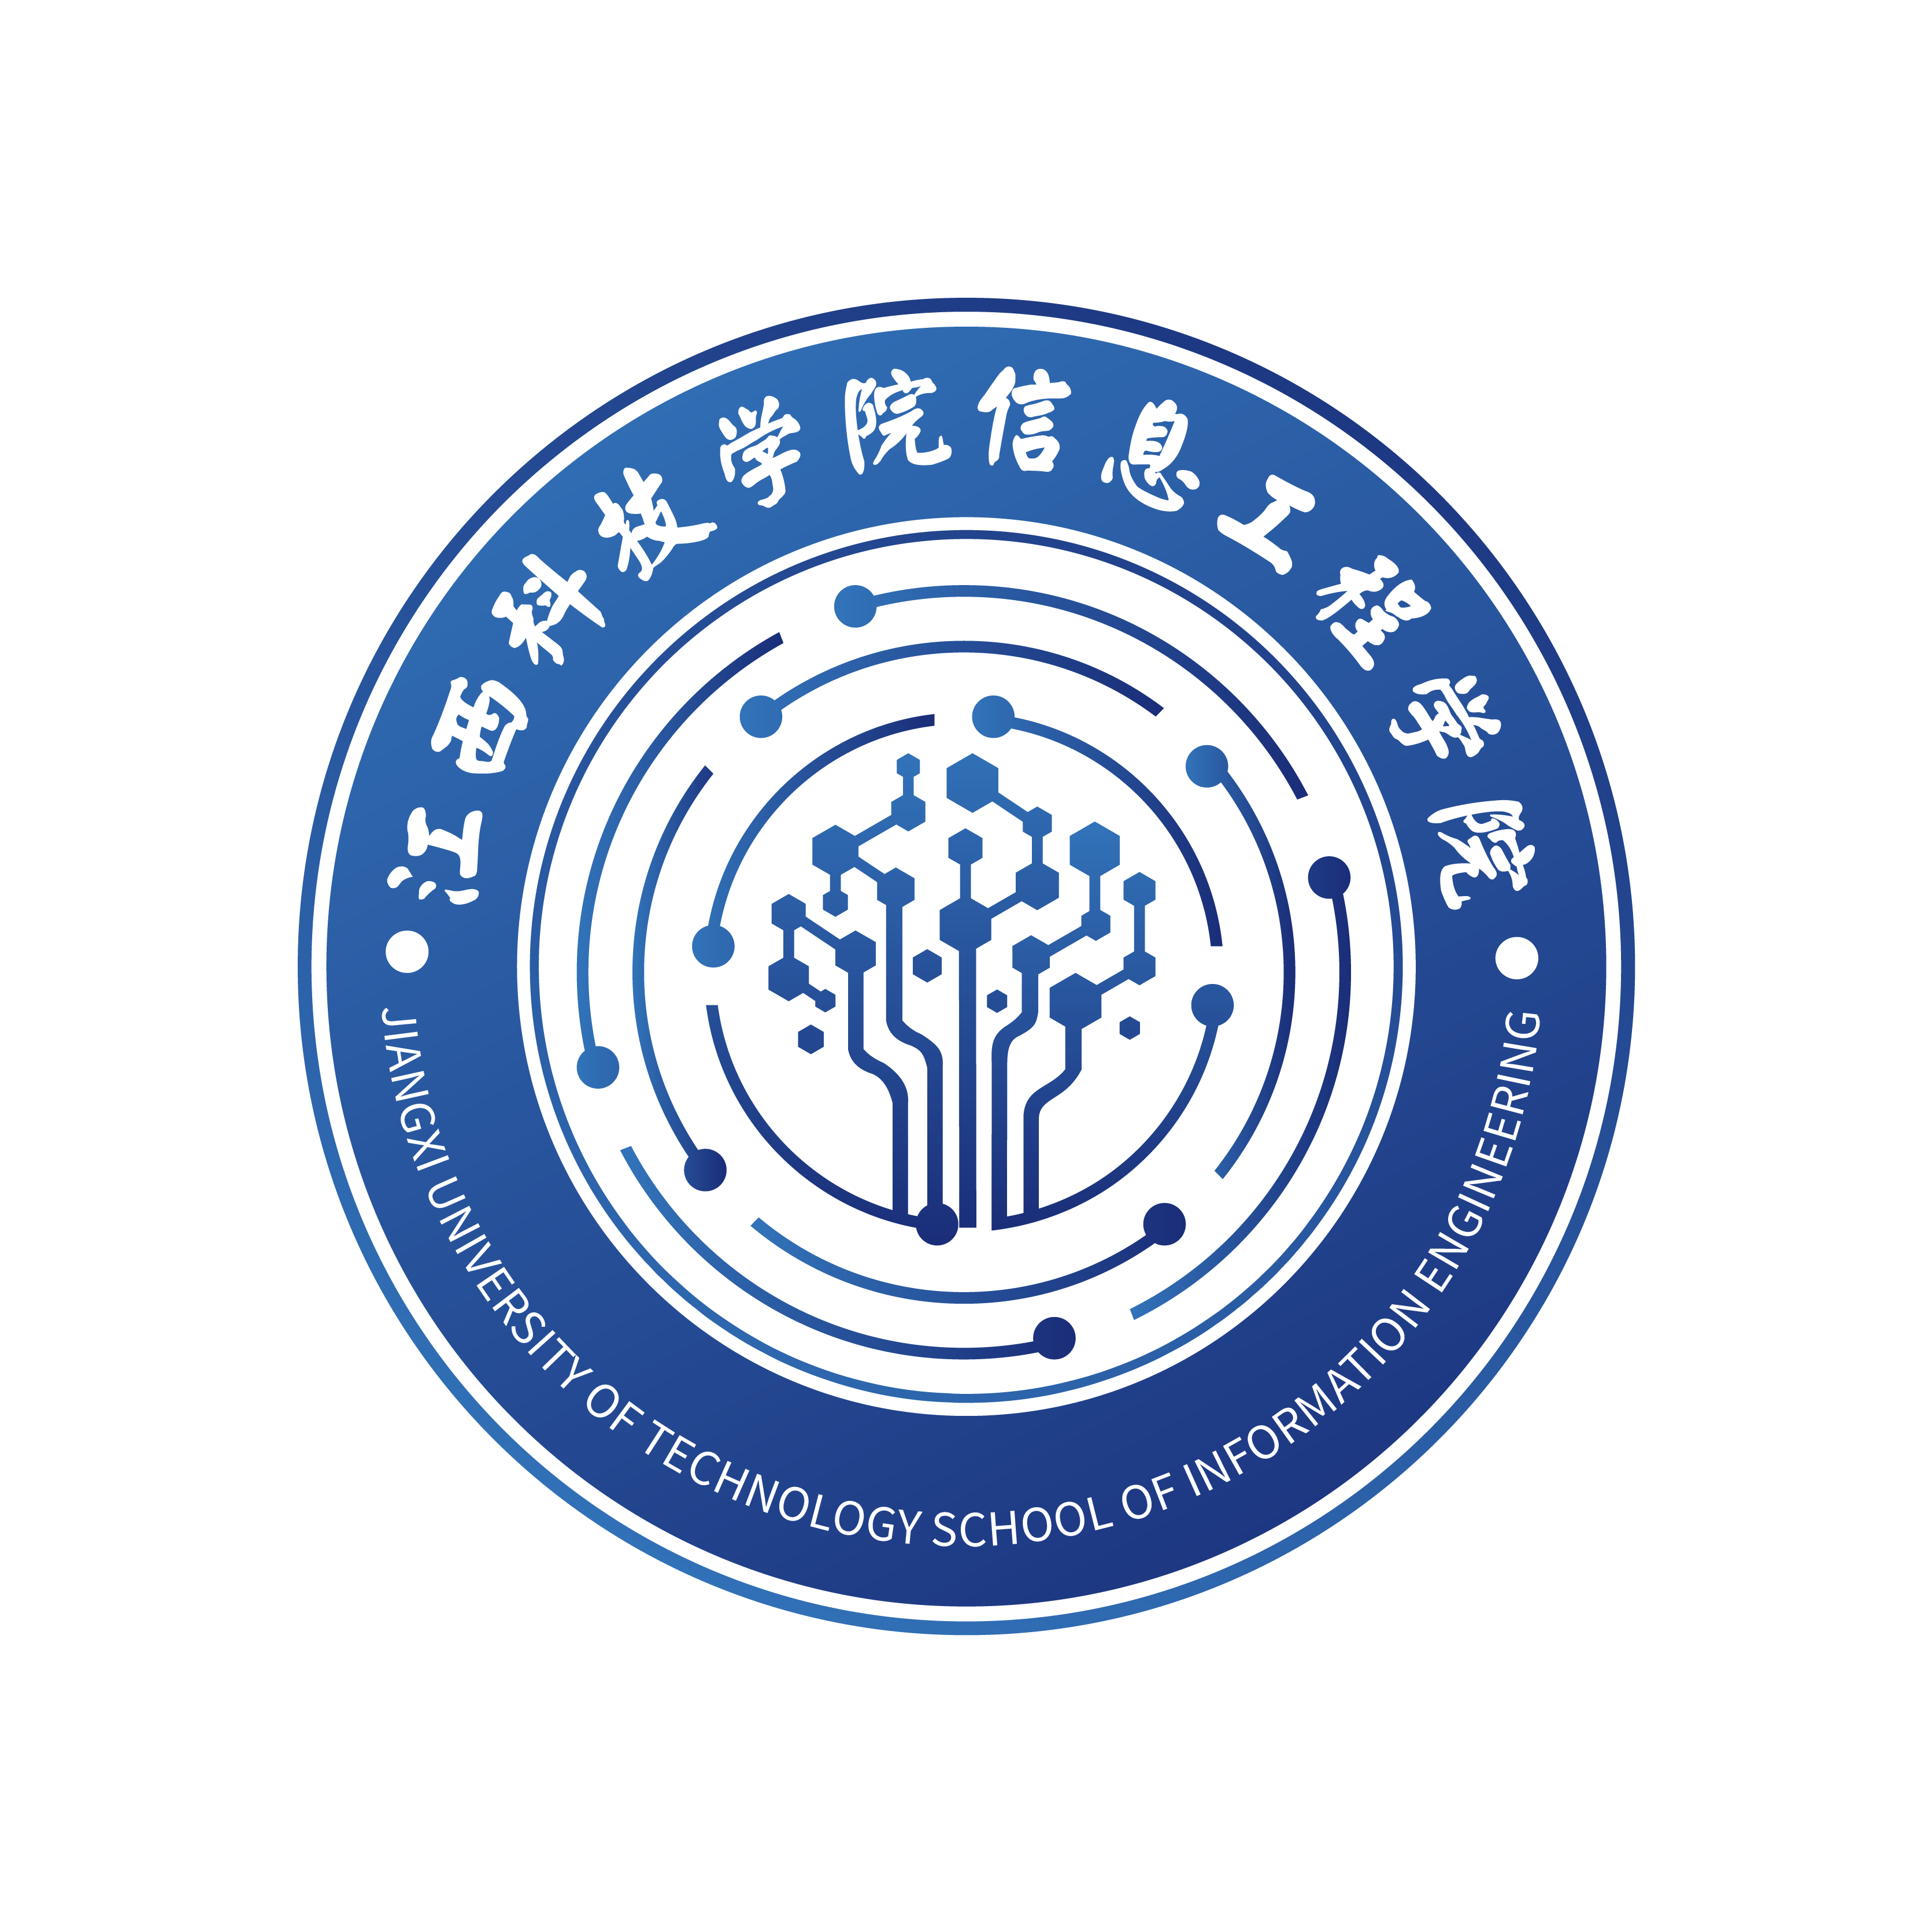 江西科技学院信息工程学院
JIANGXI UNIVERSITY OF TECHNOLOGY SCHOOL OF INFORMATION ENGINEERING